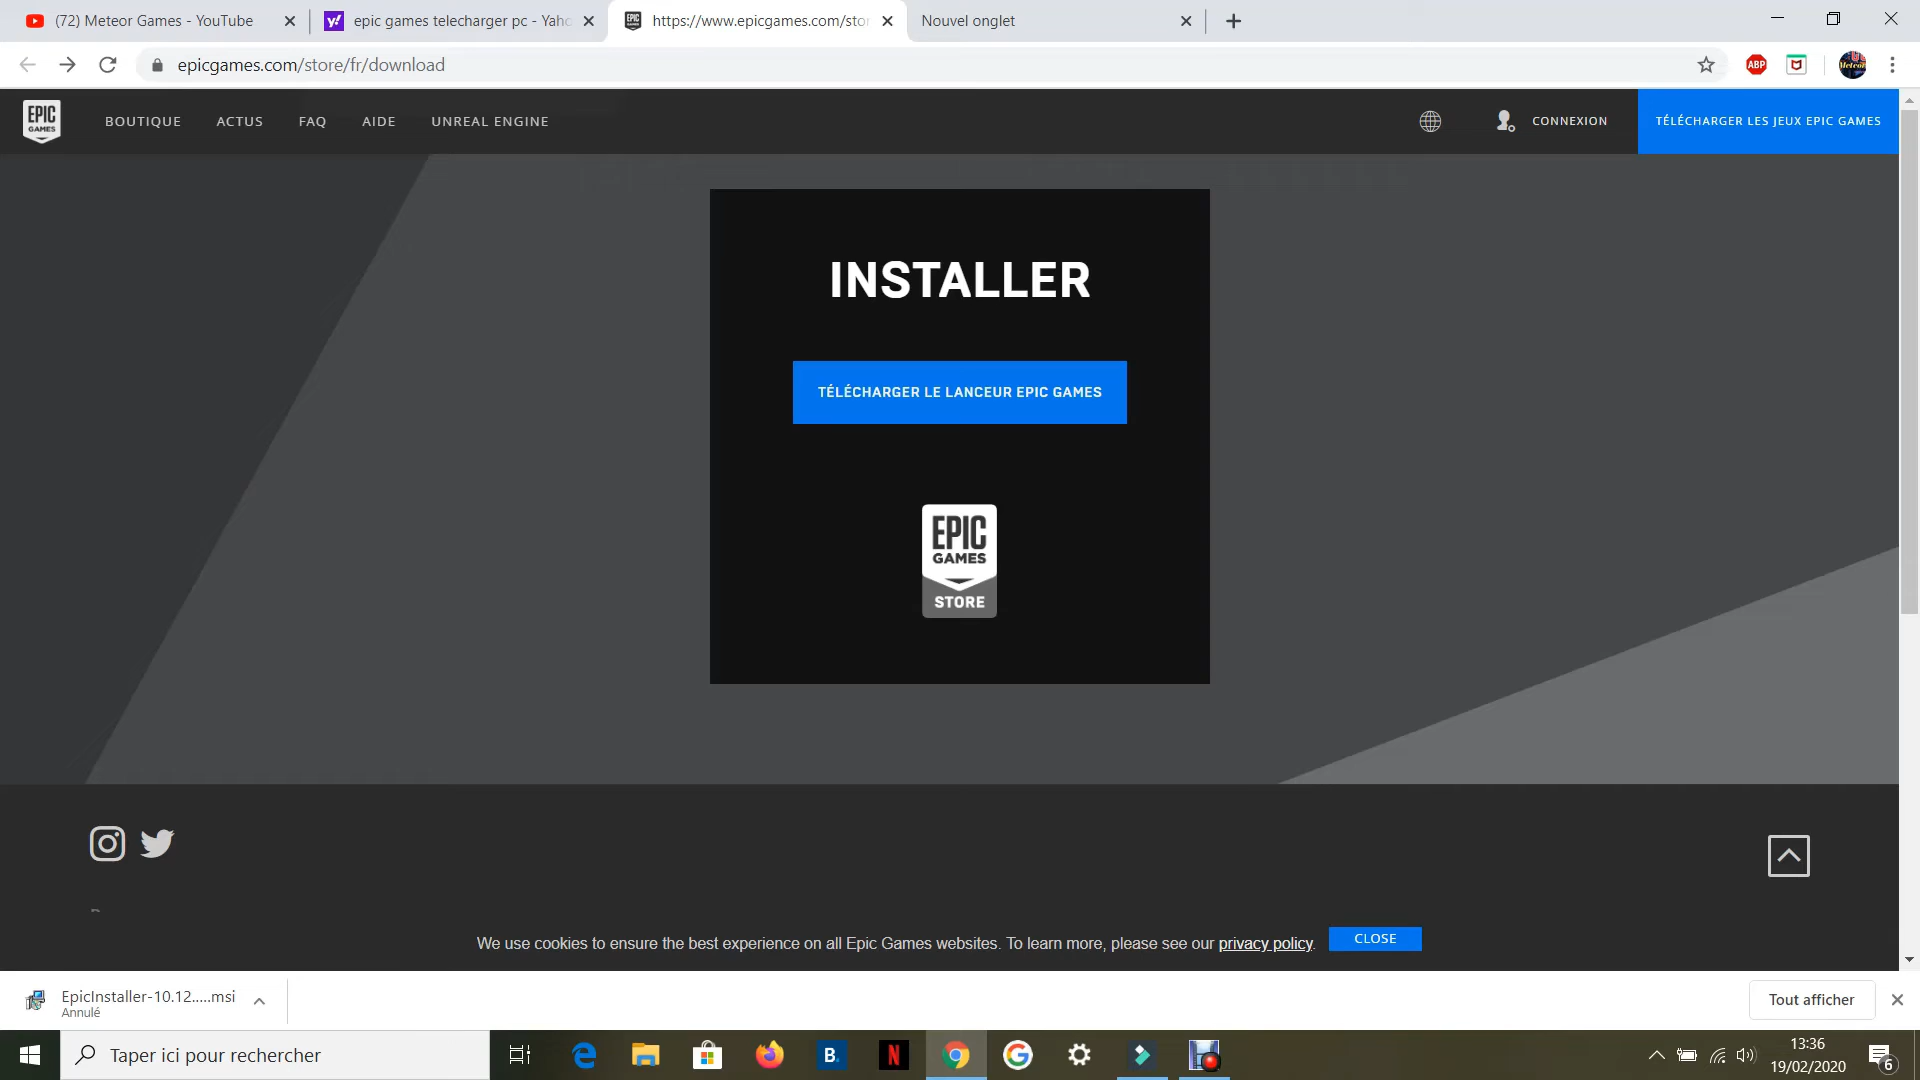 (72) Meteor Games - YouTube
epic games telecharger pc - Yaho
https://www.epicgames.com/stor
Nouvel onglet
epicgames.com/store/fr/download
ABP
Meteor
EPIC
GAMES
BOUTIQUE
ACTUS
FAQ
AIDE
UNREAL ENGINE
CONNEXION
TÉLÉCHARGER LES JEUX EPIC GAMES
INSTALLER
TÉLÉCHARGER LE LANCEUR EPIC GAMES
EPIC
GAMES
STORE
We use cookies to ensure the best experience on all Epic Games websites. To learn more, please see our privacy policy.
CLOSE
EpicInstaller-10.12.....msi
Annulé
Tout afficher
Taper ici pour rechercher
B.
N
13:36
19/02/2020
6